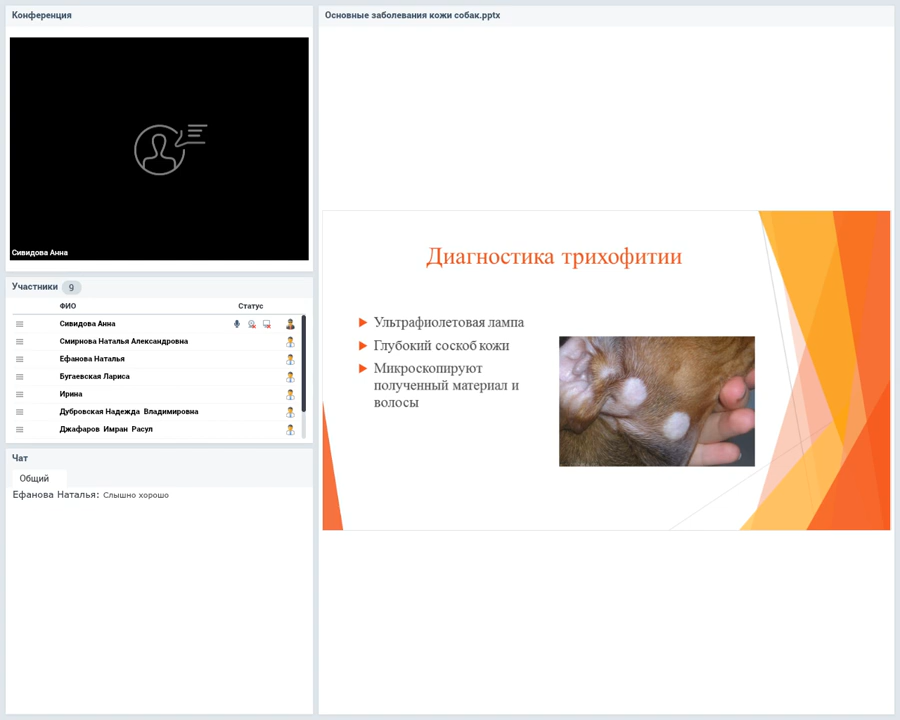 Конференция
Сивидова Анна
Участники 9
ФИО Статус
Сивидова Анна
Смирнова Наталья Александровна
Ефанова Наталья
Бугаевская Лариса
Ирина
Дубровская Надежда Владимировна
Джафаров Имран Расул
Чат
Общий
Ефанова Наталья: Слышно хорошо
Основные заболевания кожи собак.pptx
Диагностика трихофитии
Ультрафиолетовая лампа
Глубокий соскоб кожи
Микроскопируют
полученный материал и
волосы